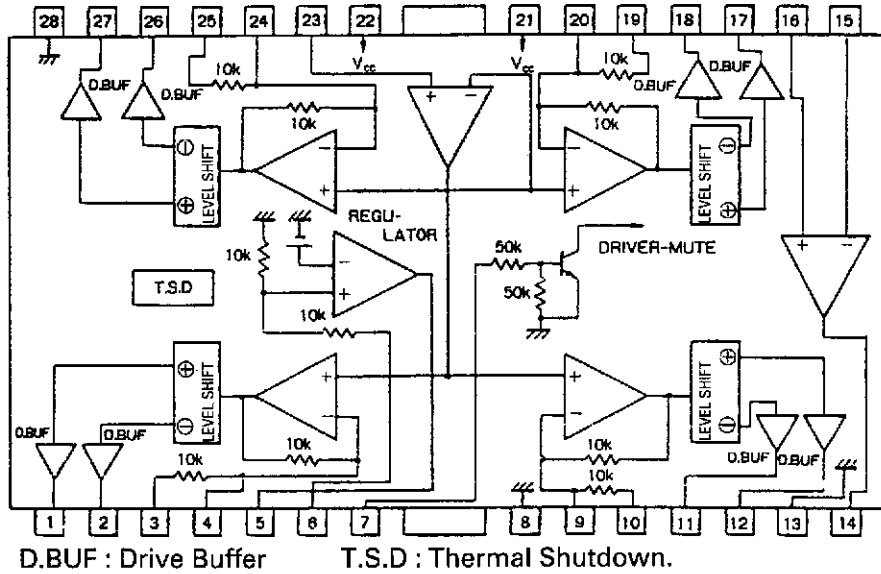 28 27 26 25 24 23 22 21 20 19 18 17 16 15
D.BUF D.BUF 10k Vcc Vcc 10k D.BUF D.BUF
10k 10k
+ −
− − 
LEVEL SHIFT LEVEL SHIFT
+ +
REGU-
LATOR
10k
50k
DRIVER-MUTE
− + −
T.S.D
+
50k
10k
LEVEL SHIFT LEVEL SHIFT
+ +
− −
D.BUF D.BUF
10k 10k
10k 10k
D.BUF D.BUF
1 2 3 4 5 6 7 8 9 10 11 12 13 14
D.BUF : Drive Buffer T.S.D : Thermal Shutdown.